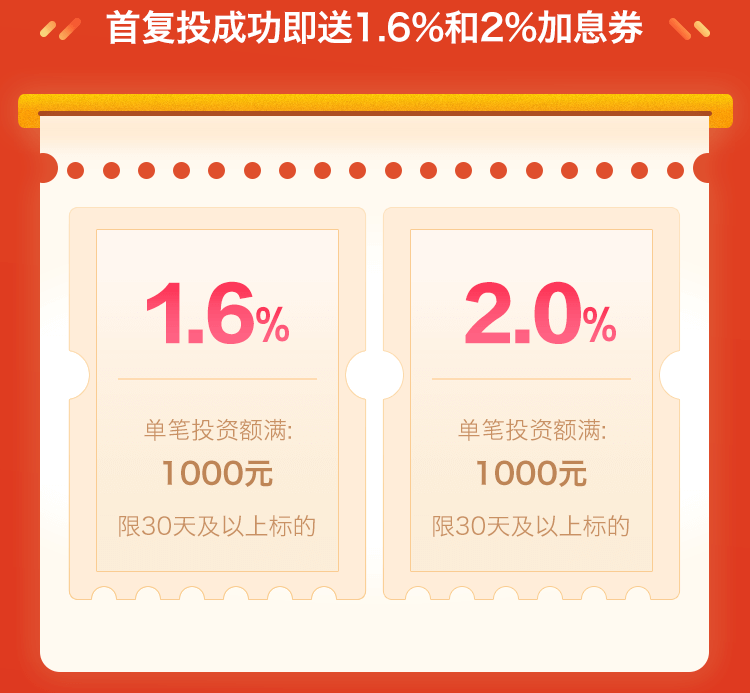 首复投成功即送1.6%和2%加息券
1.6%
单笔投资额满:
1000元
限30天及以上标的
2.0%
单笔投资额满:
1000元
限30天及以上标的